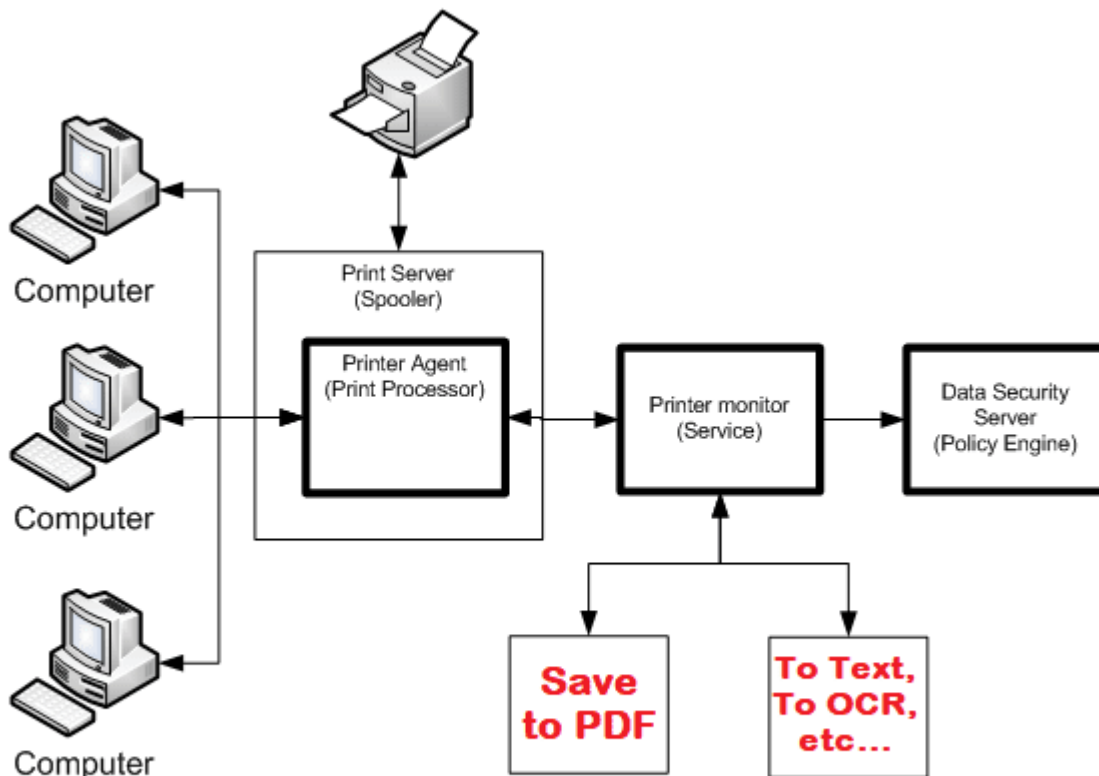 Computer
Print Server
(Spooler)
Printer Agent
(Print Processor)
Printer monitor
(Service)
Data Security
Server
(Policy Engine)
Computer
Save
to PDF
To Text,
To OCR,
etc...
Computer